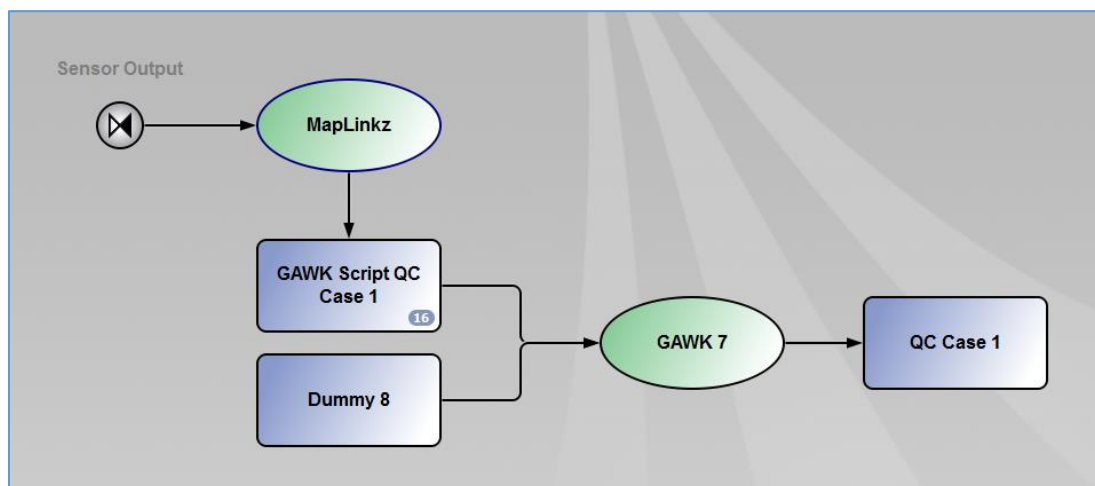 Sensor Output
MapLinkz
GAWK Script QC
Case 1
16
Dummy 8
GAWK 7
QC Case 1